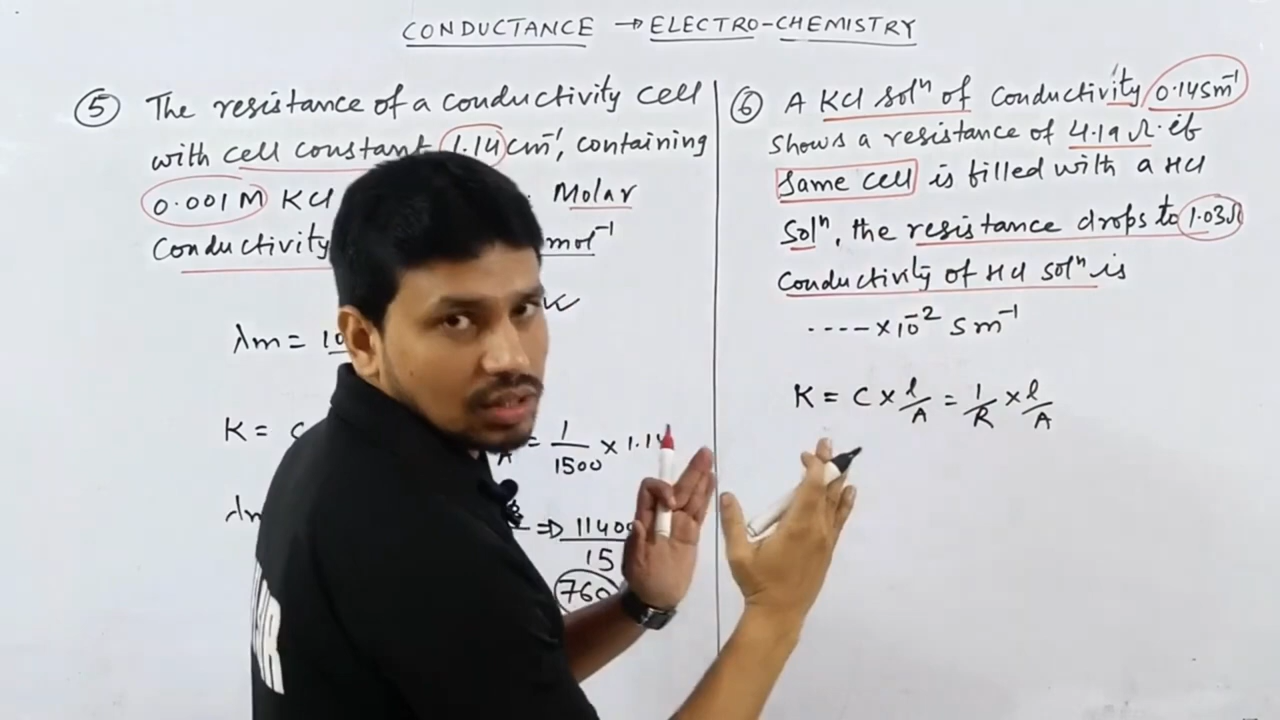 CONDUCTANCE → ELECTRO-CHEMISTRY
⑤ The resistance of a conductivity cell
with cell constant 1.14 cm⁻¹, containing
0.001M KCl Molar
Conductivity mol⁻¹
λm = 10
K = C = 1/1500 × 1.14
λm ⇒ 1140/15
760
⑥ A KCl solⁿ of conductivity 0.14 S m⁻¹
shows a resistance of 4.19 Ω. if
Same cell is filled with a HCl
Solⁿ, the resistance drops to 1.03 Ω
Conductivity of HCl solⁿ is
---- × 10⁻² S m⁻¹
K = C × l/A = 1/R × l/A